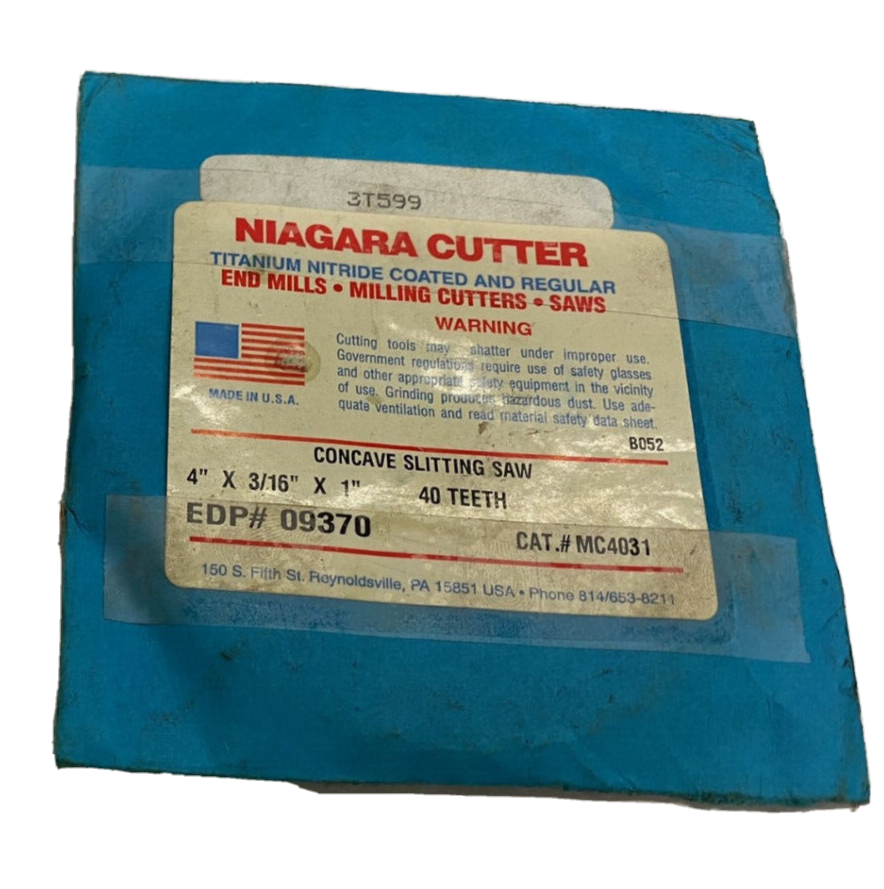 3T599
NIAGARA CUTTER
TITANIUM NITRIDE COATED AND REGULAR
END MILLS • MILLING CUTTERS • SAWS
WARNING
Cutting tools may shatter under improper use.
Government regulations require use of safety glasses
and other appropriate safety equipment in the vicinity
of use. Grinding produces hazardous dust. Use ade-
quate ventilation and read material safety data sheet.
MADE IN U.S.A.
B052
CONCAVE SLITTING SAW
4" X 3/16" X 1" 40 TEETH
EDP# 09370 CAT.# MC4031
150 S. Fifth St. Reynoldsville, PA 15851 USA • Phone 814/653-8211